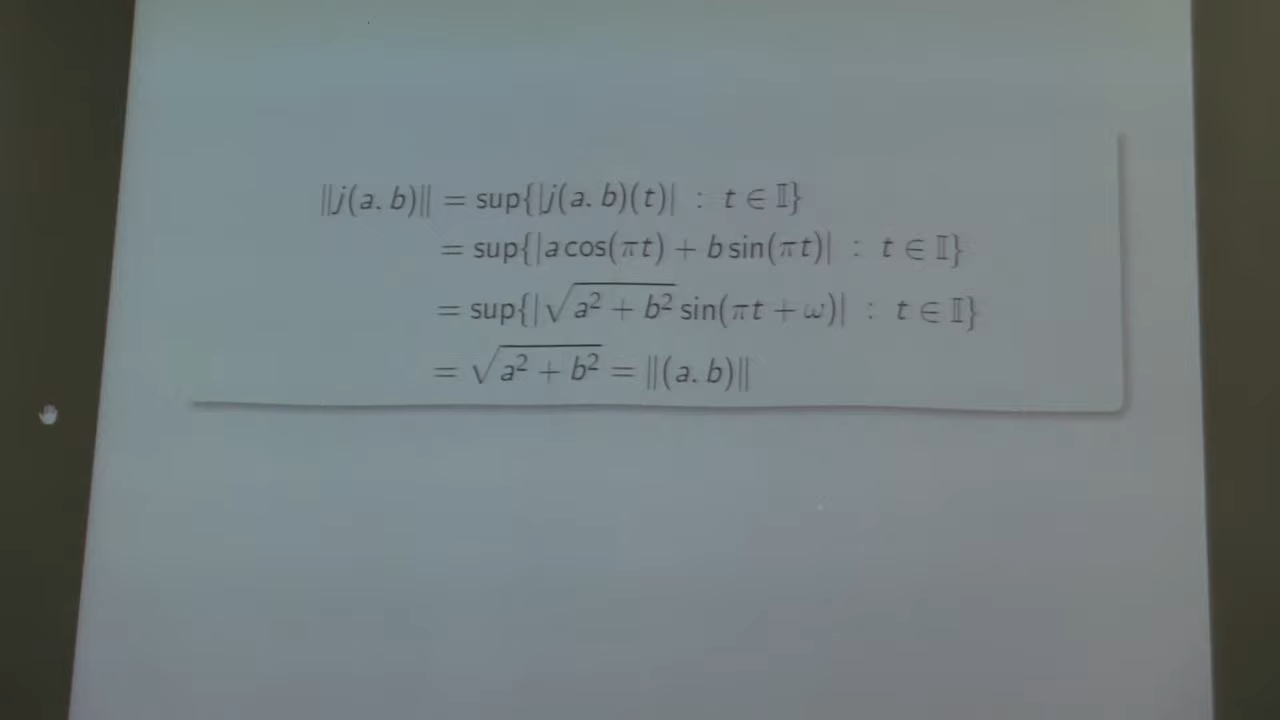 ‖j(a, b)‖ = sup{|j(a, b)(t)| : t ∈ 𝕀}
= sup{|a cos(πt) + b sin(πt)| : t ∈ 𝕀}
= sup{|√(a² + b²) sin(πt + ω)| : t ∈ 𝕀}
= √(a² + b²) = ‖(a, b)‖